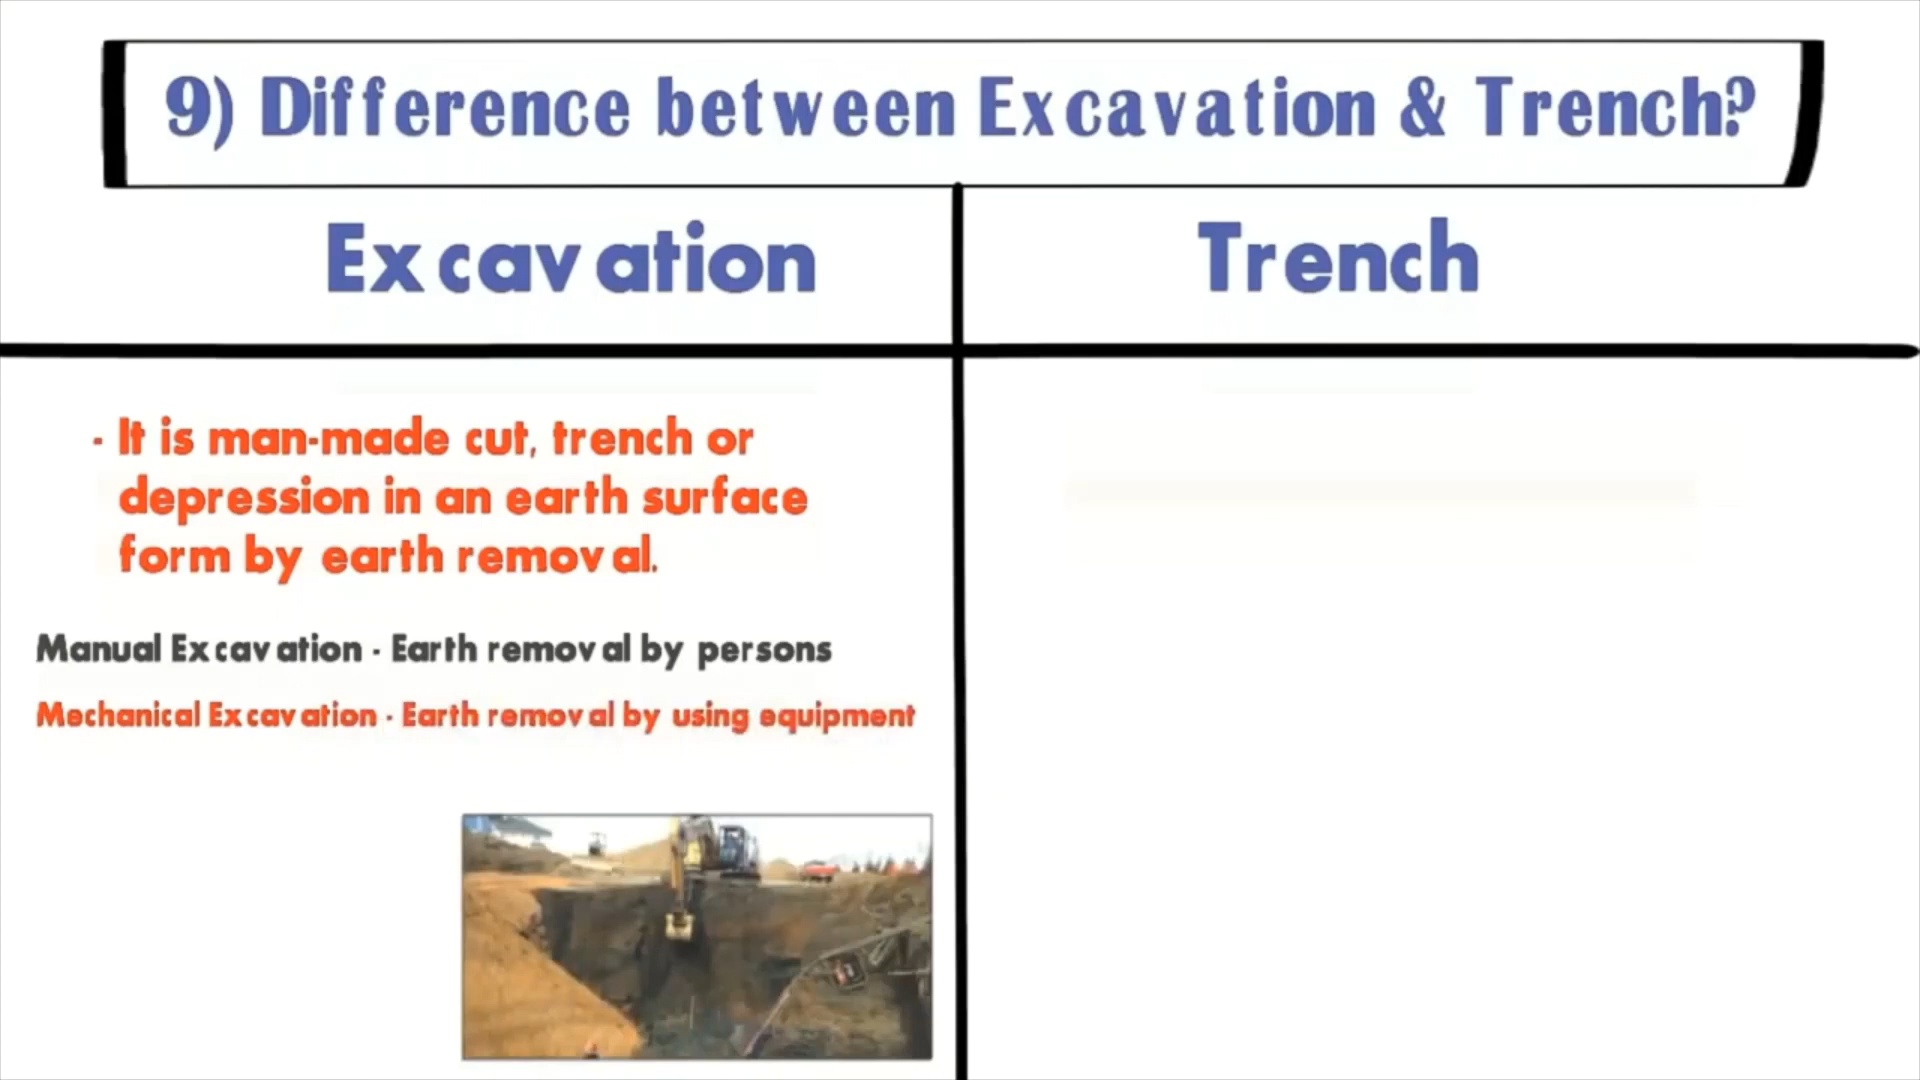 9) Difference between Excavation & Trench?
Excavation
Trench
- It is man-made cut, trench or
depression in an earth surface
form by earth removal.
Manual Excavation - Earth removal by persons
Mechanical Excavation - Earth removal by using equipment